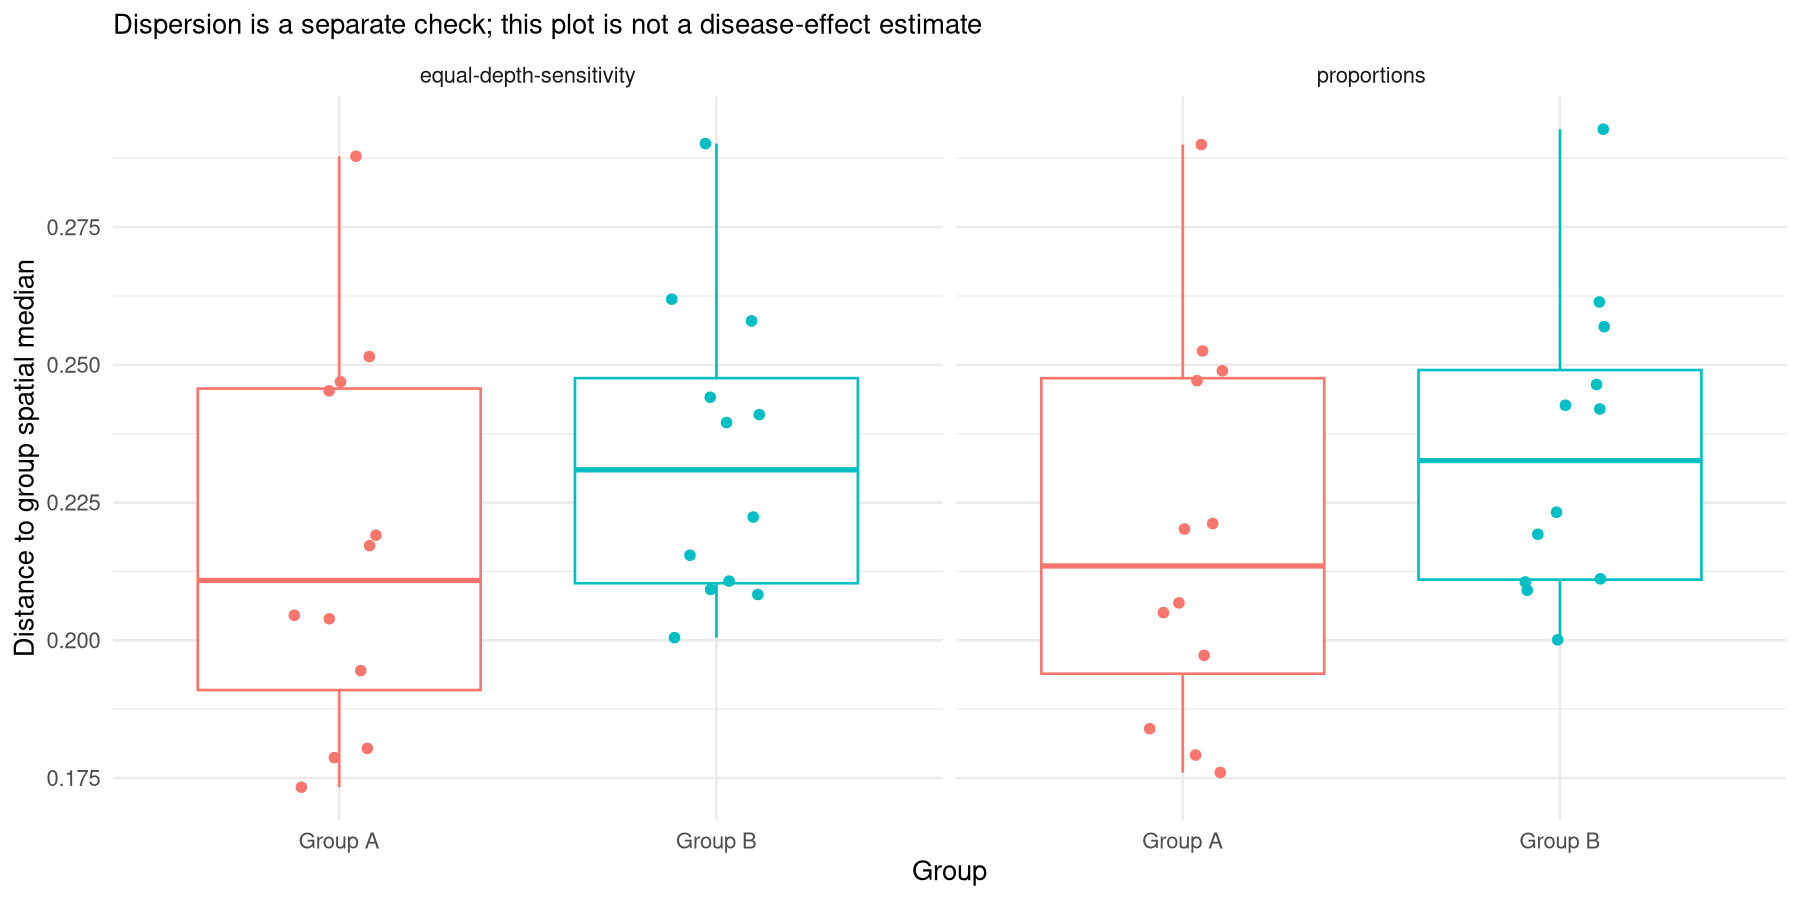 Dispersion is a separate check; this plot is not a disease-effect estimate
equal-depth-sensitivity
proportions
Distance to group spatial median
0.275
0.250
0.225
0.200
0.175
Group A
Group B
Group A
Group B
Group